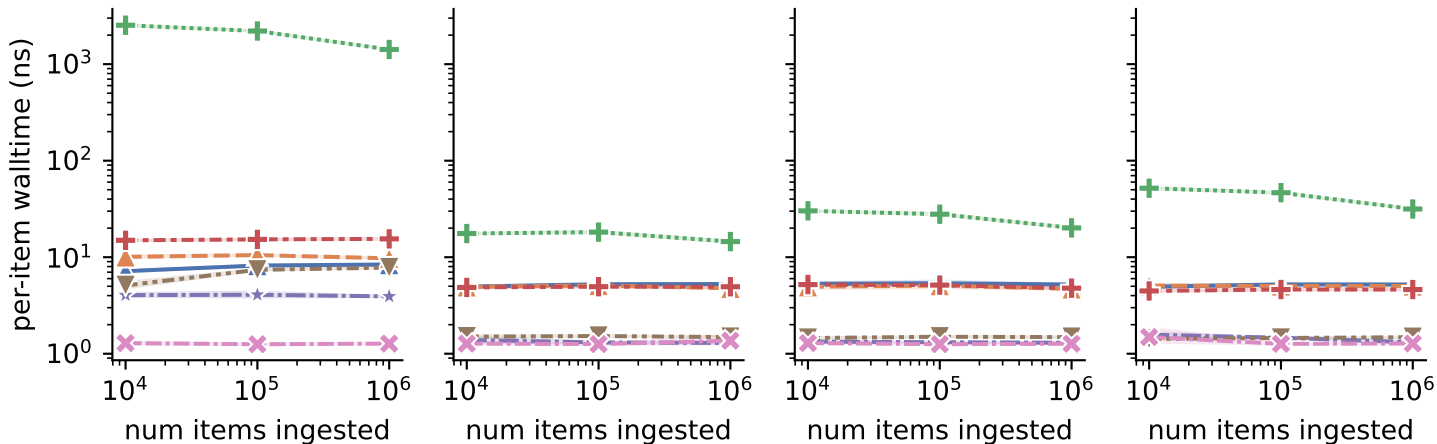 per-item walltime (ns)
10³
10²
10¹
10⁰
10⁴ 10⁵ 10⁶ 10⁴ 10⁵ 10⁶ 10⁴ 10⁵ 10⁶ 10⁴ 10⁵ 10⁶
num items ingested num items ingested num items ingested num items ingested